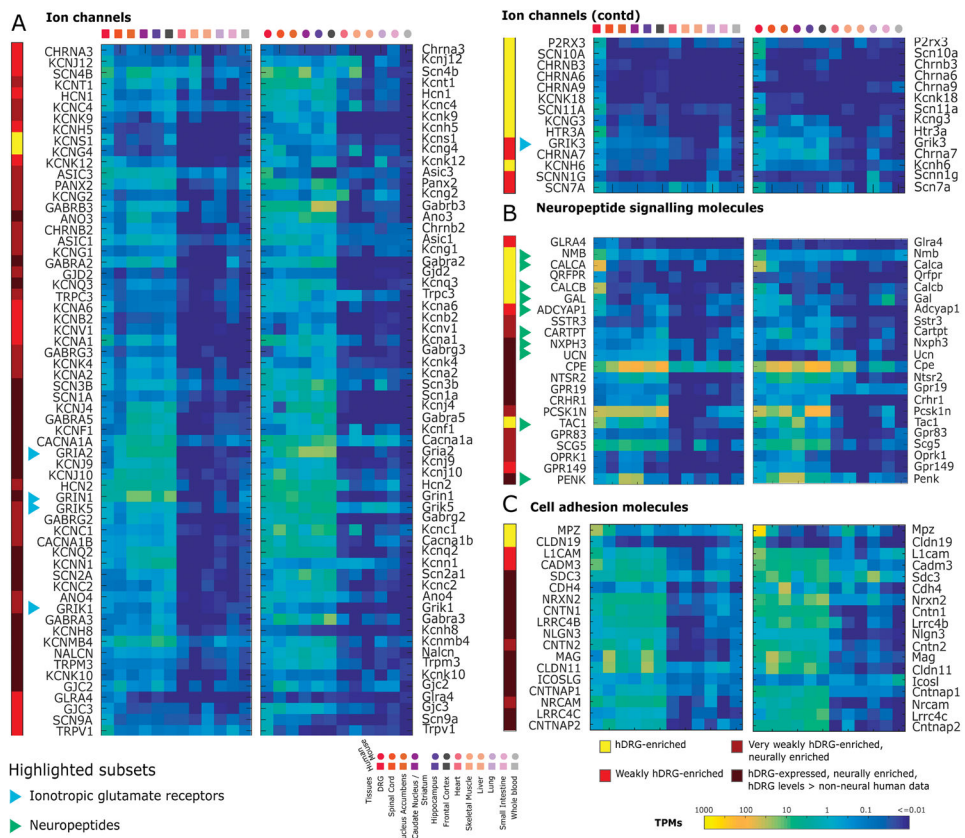 A
Ion channels
CHRNA3
KCNJ12
SCN4B
KCNT1
HCN1
KCNC4
KCNK9
KCNH5
KCNS1
KCNG4
KCNK12
ASIC3
PANX2
KCNG2
GABRB3
ANO3
CHRNB2
ASIC1
KCNG1
GABRA2
GJD2
KCNQ3
TRPC3
KCNA6
KCNB2
KCNV1
KCNA1
GABRG3
KCNK4
KCNA2
SCN3B
SCN1A
KCNJ4
GABRA5
KCNF1
CACNA1A
GRIA2
KCNJ9
KCNJ10
HCN2
GRIN1
GRIK5
GABRG2
KCNC1
CACNA1B
KCNQ2
KCNN1
SCN2A
KCNC2
ANO4
GRIK1
GABRA3
KCNH8
KCNMB4
NALCN
TRPM3
KCNK10
GJC2
GLRA4
GJC3
SCN9A
TRPV1
Chrna3
Kcnj12
Scn4b
Kcnt1
Hcn1
Kcnc4
Kcnk9
Kcnh5
Kcns1
Kcng4
Kcnk12
Asic3
Panx2
Kcng2
Gabrb3
Ano3
Chrnb2
Asic1
Kcng1
Gabra2
Gjd2
Kcnq3
Trpc3
Kcna6
Kcnb2
Kcnv1
Kcna1
Gabrg3
Kcnk4
Kcna2
Scn3b
Scn1a
Kcnj4
Gabra5
Kcnf1
Cacna1a
Gria2
Kcnj9
Kcnj10
Hcn2
Grin1
Grik5
Gabrg2
Kcnc1
Cacna1b
Kcnq2
Kcnn1
Scn2a1
Kcnc2
Ano4
Grik1
Gabra3
Kcnh8
Kcnmb4
Nalcn
Trpm3
Kcnk10
Gjc2
Glra4
Gjc3
Scn9a
Trpv1
Ion channels (contd)
P2RX3
SCN10A
CHRNB3
CHRNA6
CHRNA9
KCNK18
SCN11A
KCNG3
HTR3A
GRIK3
CHRNA7
KCNH6
SCNN1G
SCN7A
P2rx3
Scn10a
Chrnb3
Chrna6
Chrna9
Kcnk18
Scn11a
Kcng3
Htr3a
Grik3
Chrna7
Kcnh6
Scnn1g
Scn7a
B
Neuropeptide signalling molecules
GLRA4
NMB
CALCA
QRFPR
CALCB
GAL
ADCYAP1
SSTR3
CARTPT
NXPH3
UCN
CPE
NTSR2
GPR19
CRHR1
PCSK1N
TAC1
GPR83
SCG5
OPRK1
GPR149
PENK
Glra4
Nmb
Calca
Qrfpr
Calcb
Gal
Adcyap1
Sstr3
Cartpt
Nxph3
Ucn
Cpe
Ntsr2
Gpr19
Crhr1
Pcsk1n
Tac1
Gpr83
Scg5
Oprk1
Gpr149
Penk
C
Cell adhesion molecules
MPZ
CLDN19
L1CAM
CADM3
SDC3
CDH4
NRXN2
CNTN1
LRRC4B
NLGN3
CNTN2
MAG
CLDN11
ICOSLG
CNTNAP1
NRCAM
LRRC4C
CNTNAP2
Mpz
Cldn19
L1cam
Cadm3
Sdc3
Cdh4
Nrxn2
Cntn1
Lrrc4b
Nlgn3
Cntn2
Mag
Cldn11
Icosl
Cntnap1
Nrcam
Lrrc4c
Cntnap2
hDRG-enriched
Weakly hDRG-enriched
Very weakly hDRG-enriched,
neurally enriched
hDRG-expressed, neurally enriched,
hDRG levels > non-neural human data
Highlighted subsets
Ionotropic glutamate receptors
Neuropeptides
Human
Mouse
Tissues
DRG
Spinal Cord
Nucleus Accumbens
Caudate Nucleus /
Striatum
Hippocampus
Frontal Cortex
Heart
Skeletal Muscle
Liver
Lung
Small Intestine
Whole blood
TPMs
1000
100
10
1
0.1
<=0.01